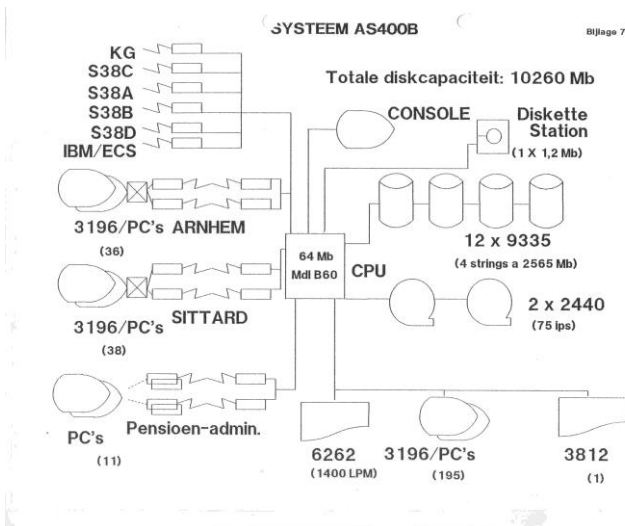 SYSTEEM AS400B
Bijlage 7
KG
S38C
S38A
S38B
S38D
IBM/ECS
Totale diskcapaciteit: 10260 Mb
CONSOLE
Diskette
Station
(1 X 1,2 Mb)
3196/PC's ARNHEM
(36)
12 x 9335
(4 strings a 2565 Mb)
64 Mb
Mdl B60
CPU
3196/PC's
(38)
SITTARD
2 x 2440
(75 ips)
PC's
(11)
Pensioen-admin.
6262
(1400 LPM)
3196/PC's
(195)
3812
(1)